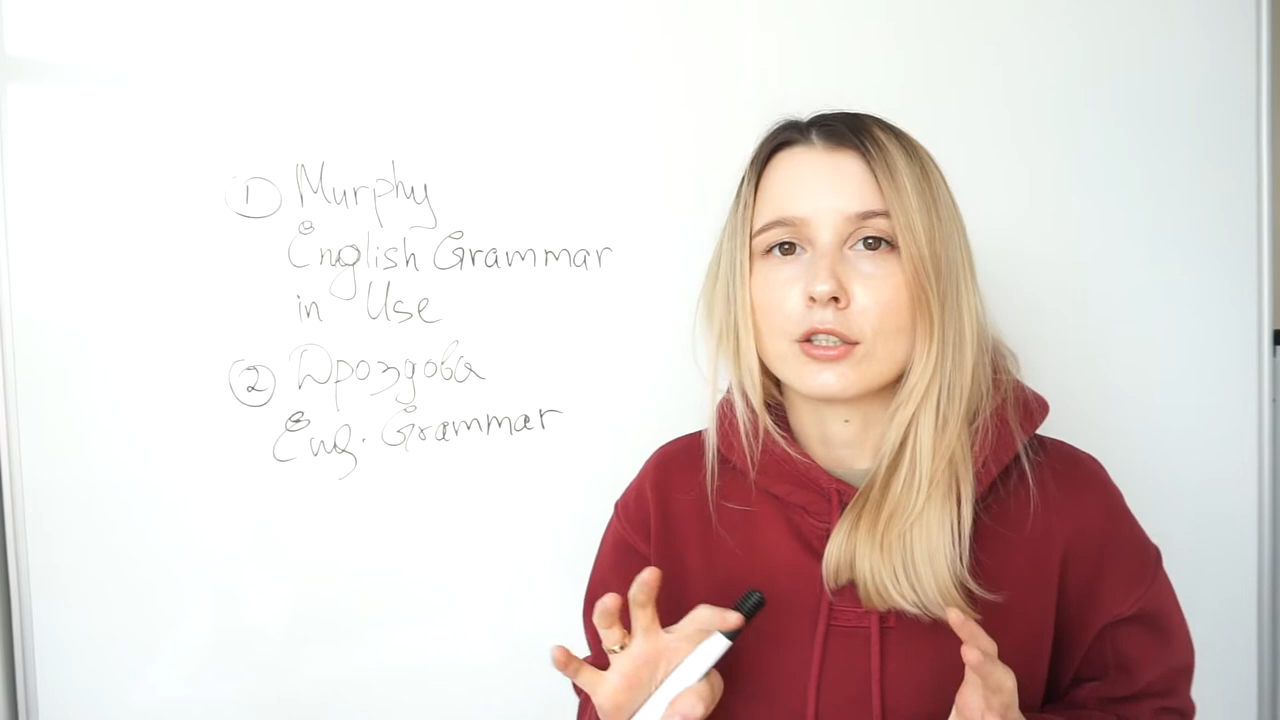 ① Murphy
English Grammar
in Use
② Дроздова
Eng. Grammar